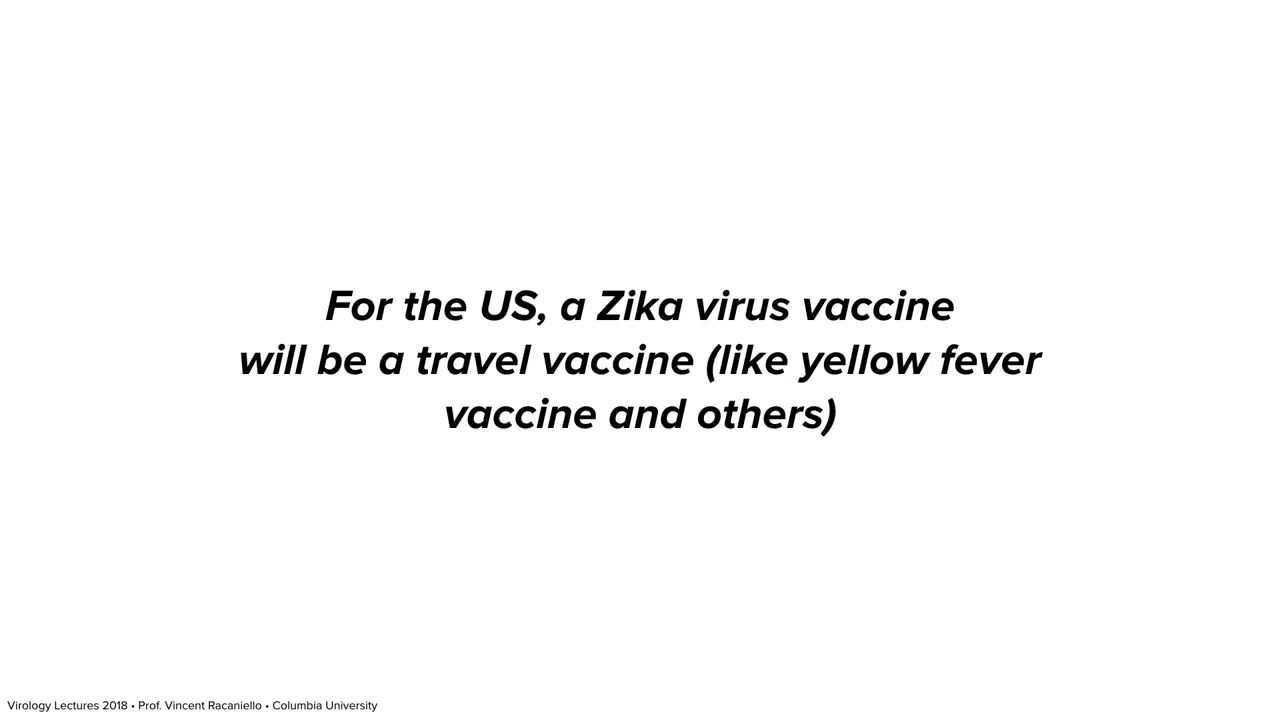 For the US, a Zika virus vaccine
will be a travel vaccine (like yellow fever
vaccine and others)
Virology Lectures 2018 • Prof. Vincent Racaniello • Columbia University